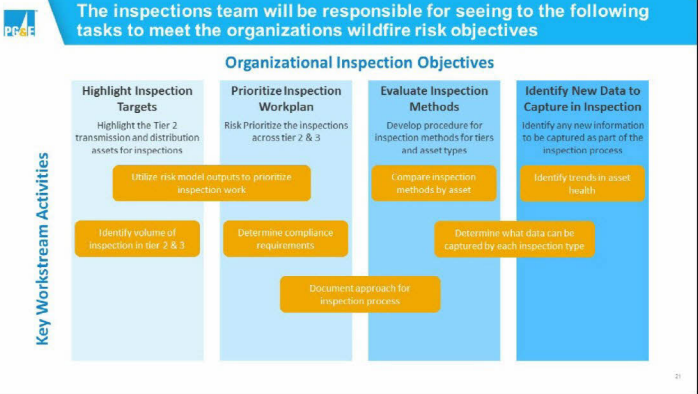 PG&E
The inspections team will be responsible for seeing to the following
tasks to meet the organizations wildfire risk objectives
Organizational Inspection Objectives
Key Workstream Activities
Highlight Inspection
Targets
Highlight the Tier 2
transmission and distribution
assets for inspections
Prioritize Inspection
Workplan
Risk Prioritize the inspections
across tier 2 & 3
Evaluate Inspection
Methods
Develop procedure for
inspection methods for tiers
and asset types
Identify New Data to
Capture in Inspection
Identify any new information
to be captured as part of the
inspection process
Utilize risk model outputs to prioritize
inspection work
Compare inspection
methods by asset
Identify trends in asset
health
Identify volume of
inspection in tier 2 & 3
Determine compliance
requirements
Determine what data can be
captured by each inspection type
Document approach for
inspection process
21